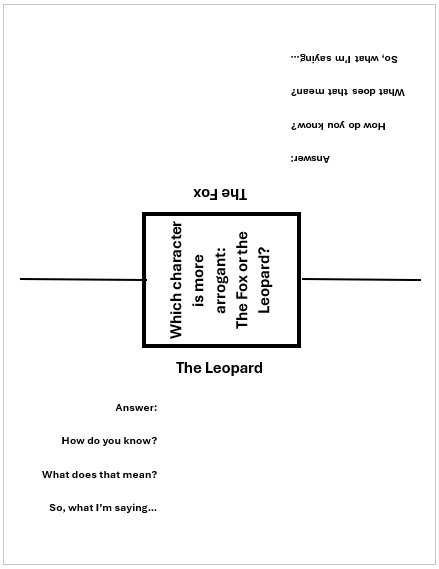 So, what I'm saying...
What does that mean?
How do you know?
Answer:
The Fox
Which character
is more
arrogant:
The Fox or the
Leopard?
The Leopard
Answer:
How do you know?
What does that mean?
So, what I'm saying...